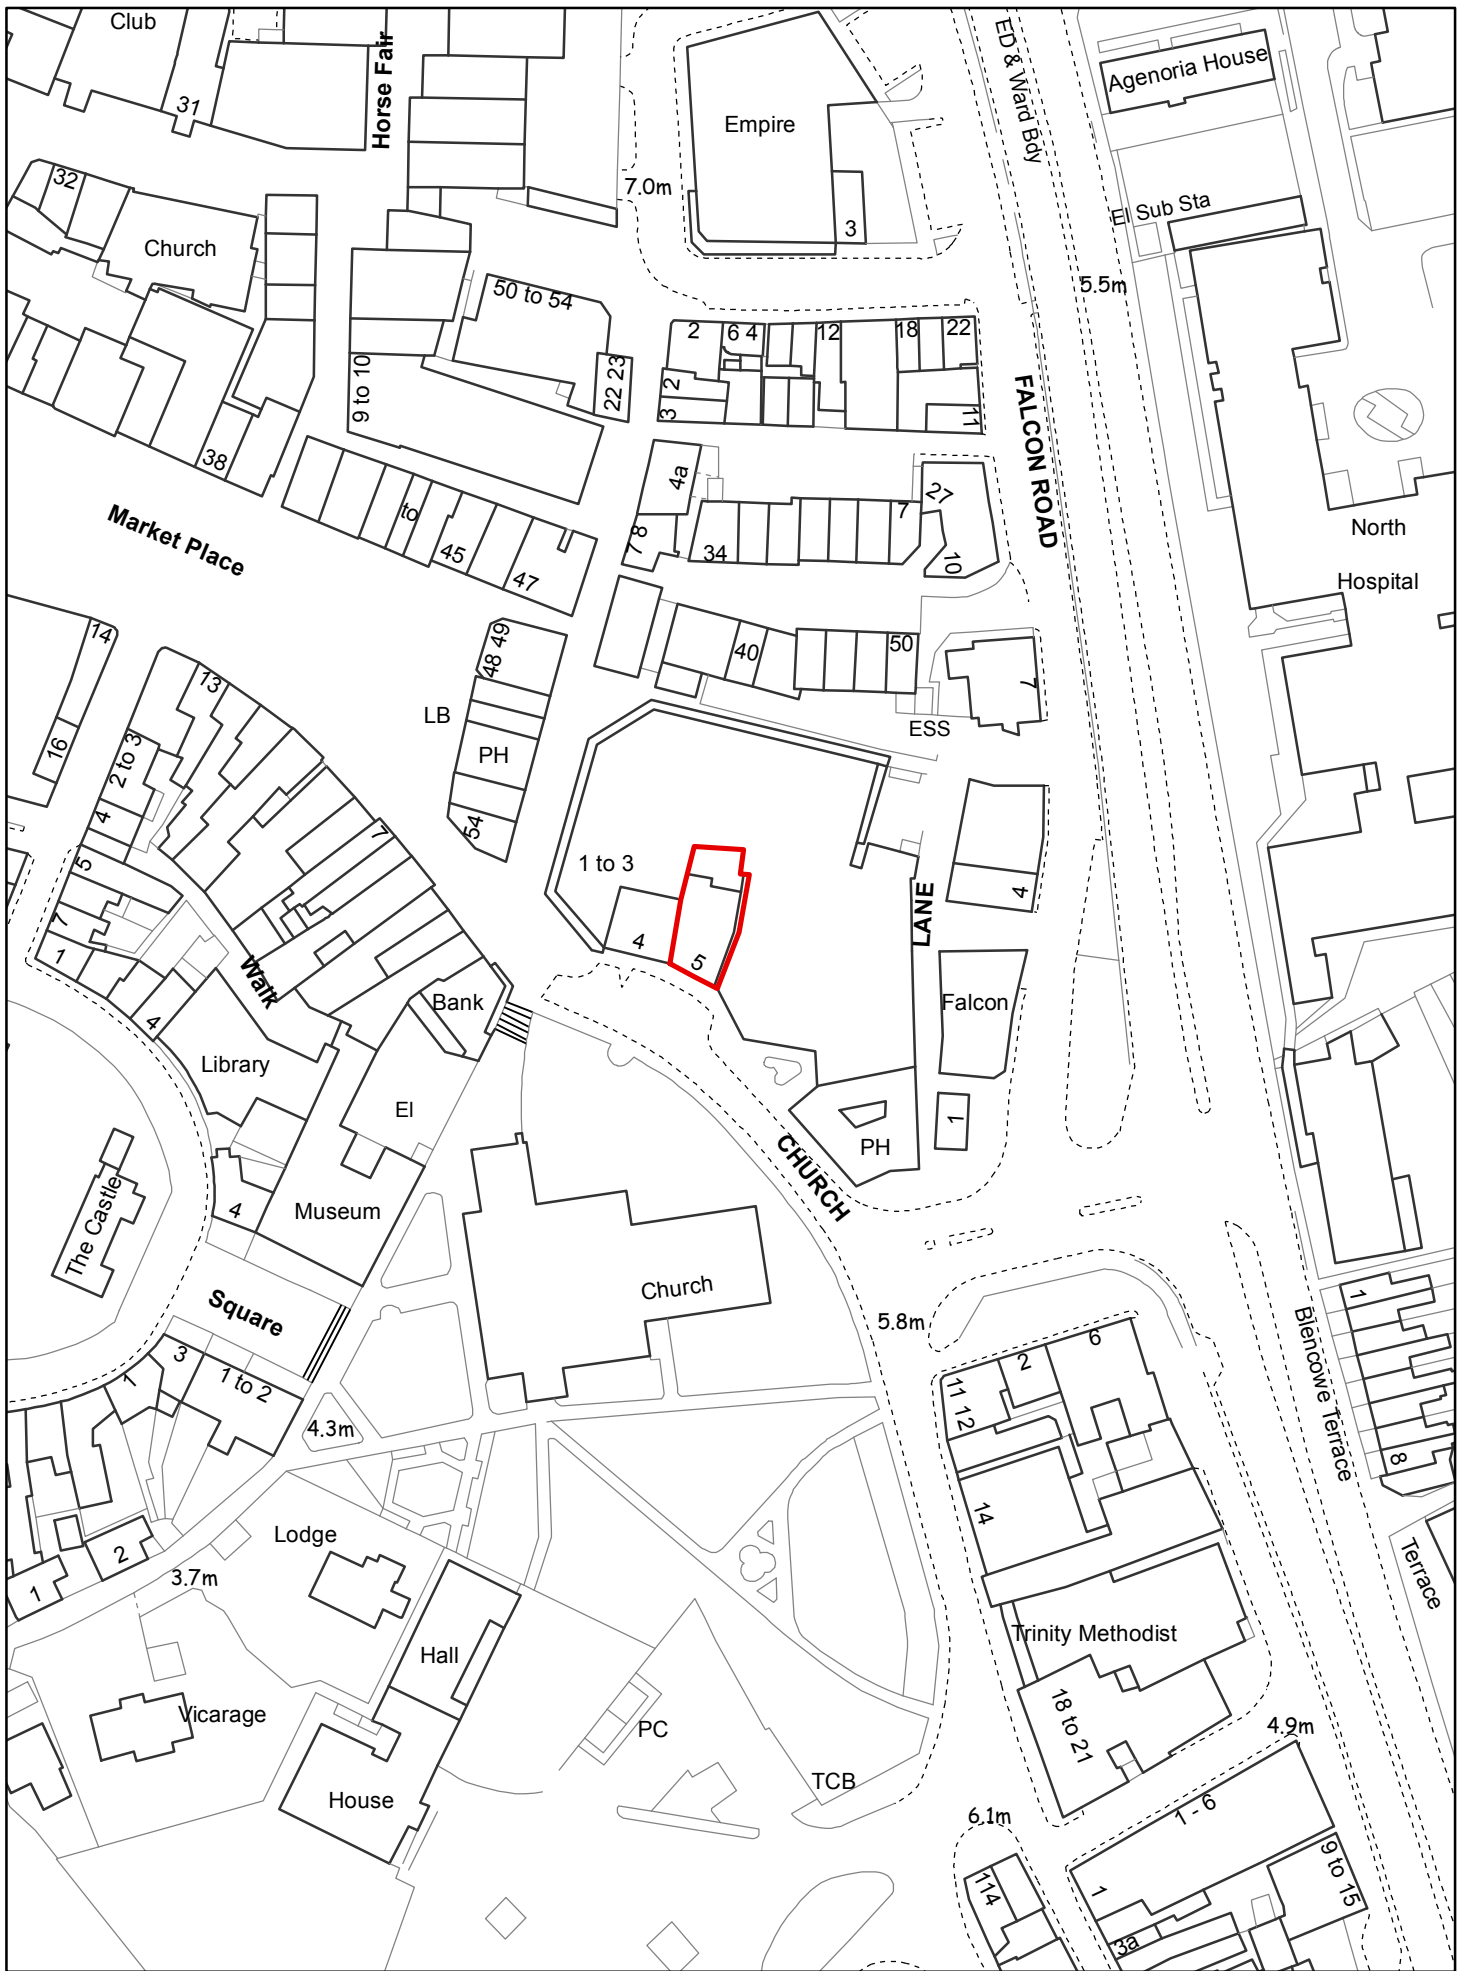 Club
Horse Fair
ED & Ward Bdy
Agenoria House
31
Empire
7.0m
32
El Sub Sta
3
Church
5.5m
50 to 54
2
6 4
12
18
22
9 to 10
22 23
2
3
11
FALCON ROAD
38
4a
27
to
7
Market Place
45
7 8
34
10
North
47
Hospital
14
48 49
40
50
13
7
LB
ESS
16
2 to 3
PH
4
54
7
1 to 3
5
4
LANE
7
4
1
5
Walk
Bank
Falcon
4
Library
El
1
PH
CHURCH
The Castle
4
Museum
Church
Square
5.8m
1
6
Blencowe Terrace
3
2
1
1 to 2
11 12
4.3m
8
14
Lodge
2
3.7m
1
Terrace
Hall
Trinity Methodist
Vicarage
18 to 21
PC
4.9m
TCB
House
1 - 6
6.1m
9 to 15
114
1
3a